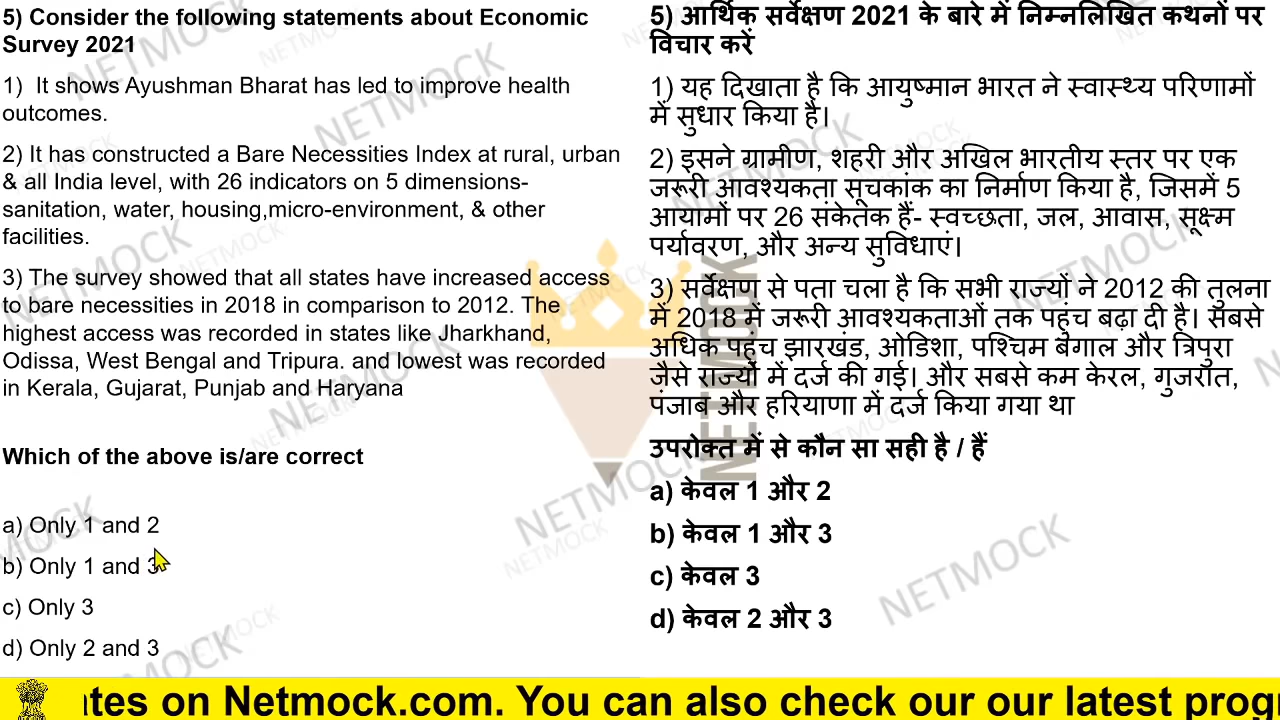 5) Consider the following statements about Economic
Survey 2021
1)  It shows Ayushman Bharat has led to improve health
outcomes.
2) It has constructed a Bare Necessities Index at rural, urban
& all India level, with 26 indicators on 5 dimensions-
sanitation, water, housing,micro-environment, & other
facilities.
3) The survey showed that all states have increased access
to bare necessities in 2018 in comparison to 2012. The
highest access was recorded in states like Jharkhand,
Odissa, West Bengal and Tripura. and lowest was recorded
in Kerala, Gujarat, Punjab and Haryana
Which of the above is/are correct
a) Only 1 and 2
b) Only 1 and 3
c) Only 3
d) Only 2 and 3
5) आर्थिक सर्वेक्षण 2021 के बारे में निम्नलिखित कथनों पर
विचार करें
1) यह दिखाता है कि आयुष्मान भारत ने स्वास्थ्य परिणामों
में सुधार किया है।
2) इसने ग्रामीण, शहरी और अखिल भारतीय स्तर पर एक
जरूरी आवश्यकता सूचकांक का निर्माण किया है, जिसमें 5
आयामों पर 26 संकेतक हैं- स्वच्छता, जल, आवास, सूक्ष्म
पर्यावरण, और अन्य सुविधाएं।
3) सर्वेक्षण से पता चला है कि सभी राज्यों ने 2012 की तुलना
में 2018 में जरूरी आवश्यकताओं तक पहुंच बढ़ा दी है। सबसे
अधिक पहुंच झारखंड, ओडिशा, पश्चिम बंगाल और त्रिपुरा
जैसे राज्यों में दर्ज की गई। और सबसे कम केरल, गुजरात,
पंजाब और हरियाणा में दर्ज किया गया था
उपरोक्त में से कौन सा सही है / हैं
a) केवल 1 और 2
b) केवल 1 और 3
c) केवल 3
d) केवल 2 और 3
NETMOCK
ates on Netmock.com. You can also check our our latest prog